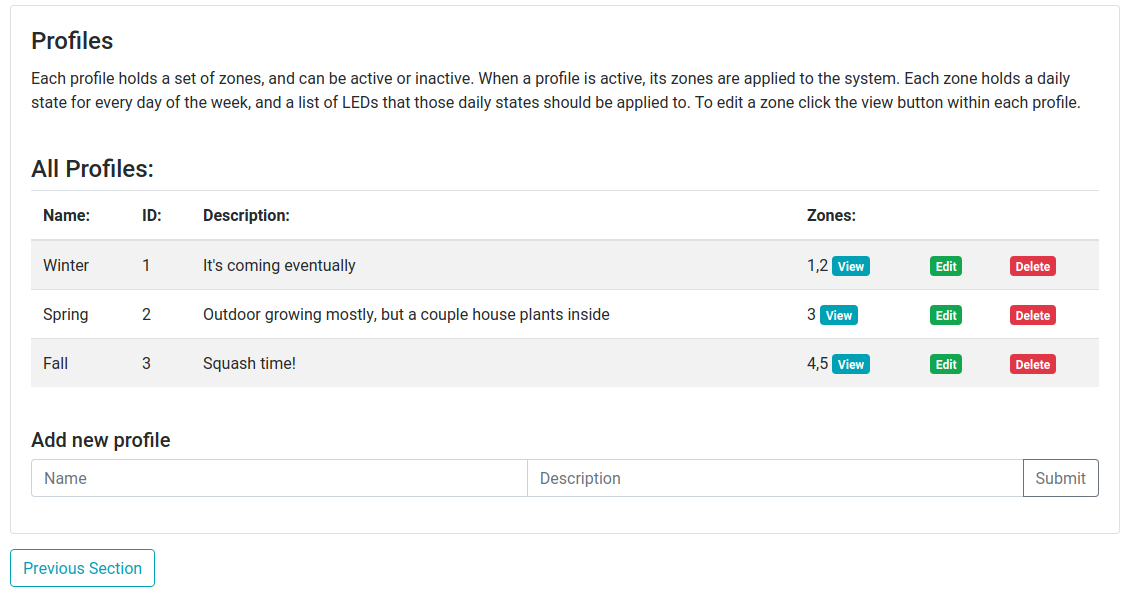 Profiles
Each profile holds a set of zones, and can be active or inactive. When a profile is active, its zones are applied to the system. Each zone holds a daily
state for every day of the week, and a list of LEDs that those daily states should be applied to. To edit a zone click the view button within each profile.
All Profiles:
Name: ID: Description: Zones:
Winter 1 It's coming eventually 1,2 View Edit Delete
Spring 2 Outdoor growing mostly, but a couple house plants inside 3 View Edit Delete
Fall 3 Squash time! 4,5 View Edit Delete
Add new profile
Name Description Submit
Previous Section